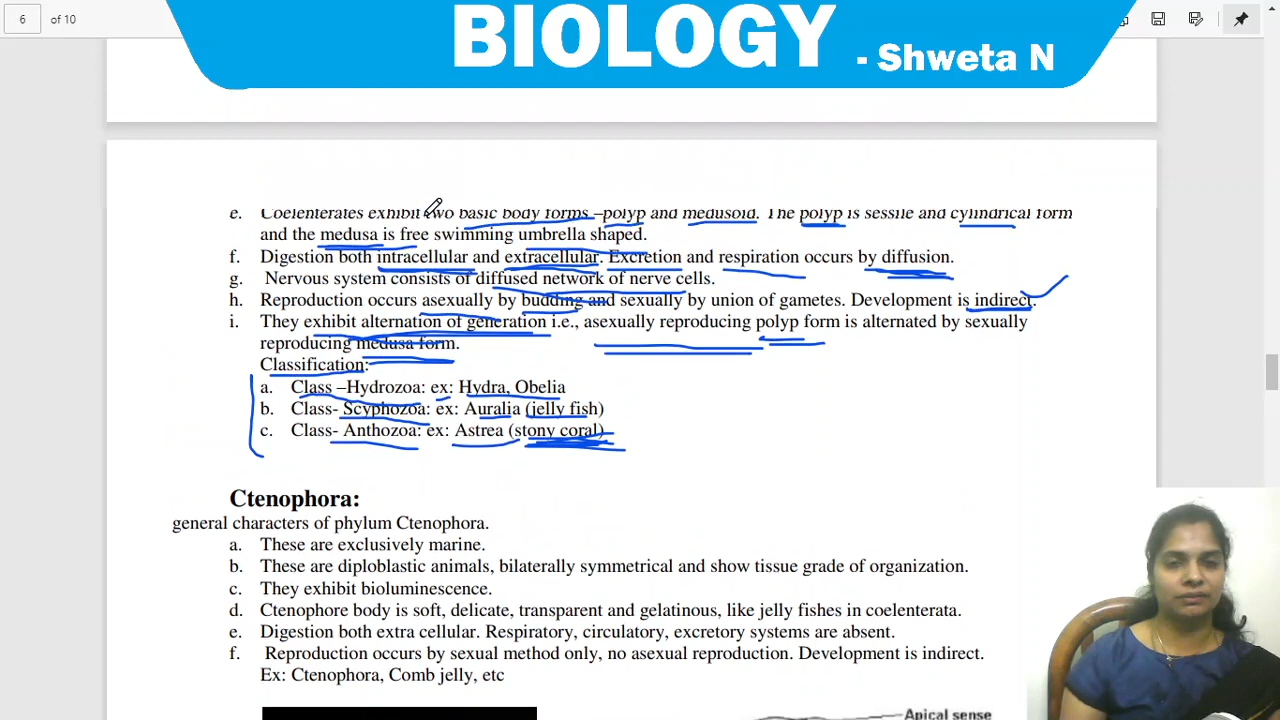 6 of 10
BIOLOGY
- Shweta N
e. Coelenterates exhibit two basic body forms –polyp and medusoid. The polyp is sessile and cylindrical form
and the medusa is free swimming umbrella shaped.
f. Digestion both intracellular and extracellular. Excretion and respiration occurs by diffusion.
g. Nervous system consists of diffused network of nerve cells.
h. Reproduction occurs asexually by budding and sexually by union of gametes. Development is indirect.
i. They exhibit alternation of generation i.e., asexually reproducing polyp form is alternated by sexually
reproducing medusa form.
Classification:
a. Class –Hydrozoa: ex: Hydra, Obelia
b. Class- Scyphozoa: ex: Auralia (jelly fish)
c. Class- Anthozoa: ex: Astrea (stony coral)
Ctenophora:
general characters of phylum Ctenophora.
a. These are exclusively marine.
b. These are diploblastic animals, bilaterally symmetrical and show tissue grade of organization.
c. They exhibit bioluminescence.
d. Ctenophore body is soft, delicate, transparent and gelatinous, like jelly fishes in coelenterata.
e. Digestion both extra cellular. Respiratory, circulatory, excretory systems are absent.
f. Reproduction occurs by sexual method only, no asexual reproduction. Development is indirect.
Ex: Ctenophora, Comb jelly, etc
Apical sense